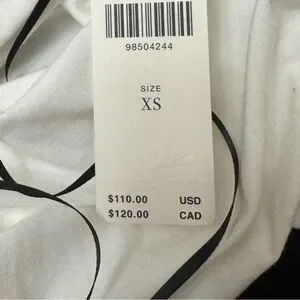 98504244
SIZE
XS
$110.00 USD
$120.00 CAD